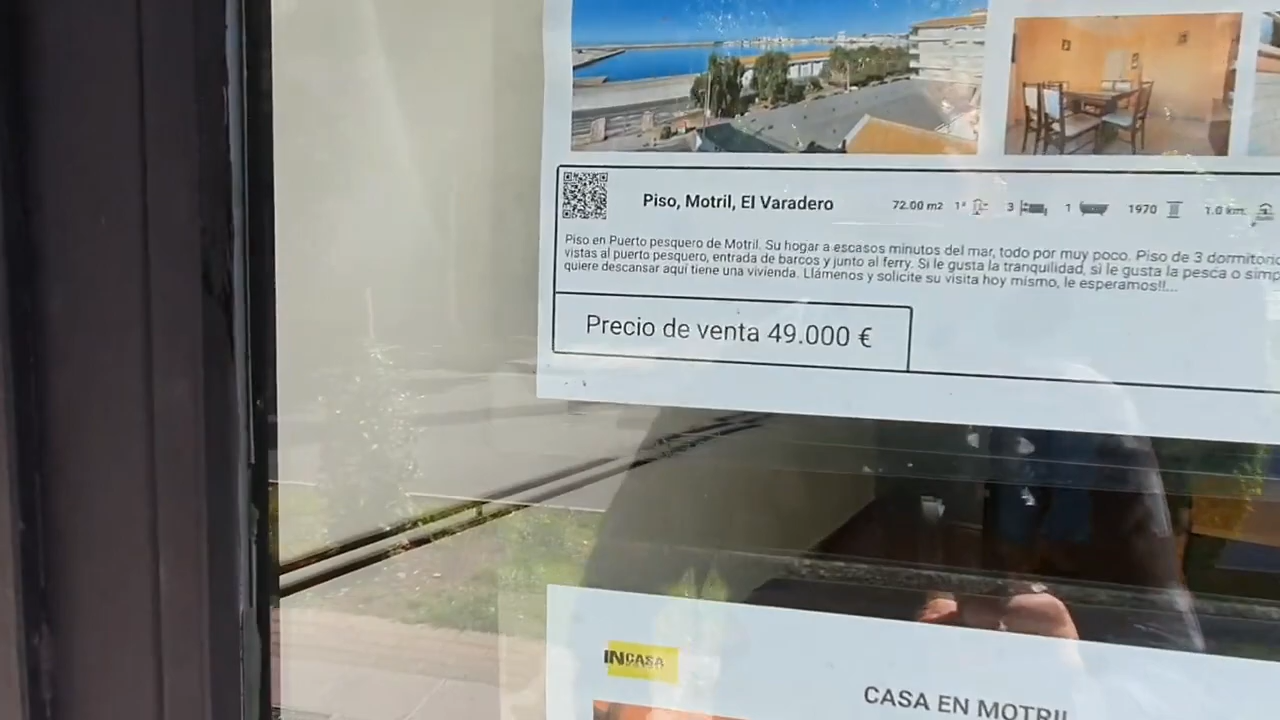 Piso, Motril, El Varadero
72.00 m2 1ª 3 1 1970 1.0 km.
Piso en Puerto pesquero de Motril. Su hogar a escasos minutos del mar, todo por muy poco. Piso de 3 dormitorio
vistas al puerto pesquero, entrada de barcos y junto al ferry. Si le gusta la tranquilidad, si le gusta la pesca o simp
quiere descansar aquí tiene una vivienda. Llámenos y solicite su visita hoy mismo, le esperamos!!...
Precio de venta 49.000 €
INCASA
CASA EN MOTRIL